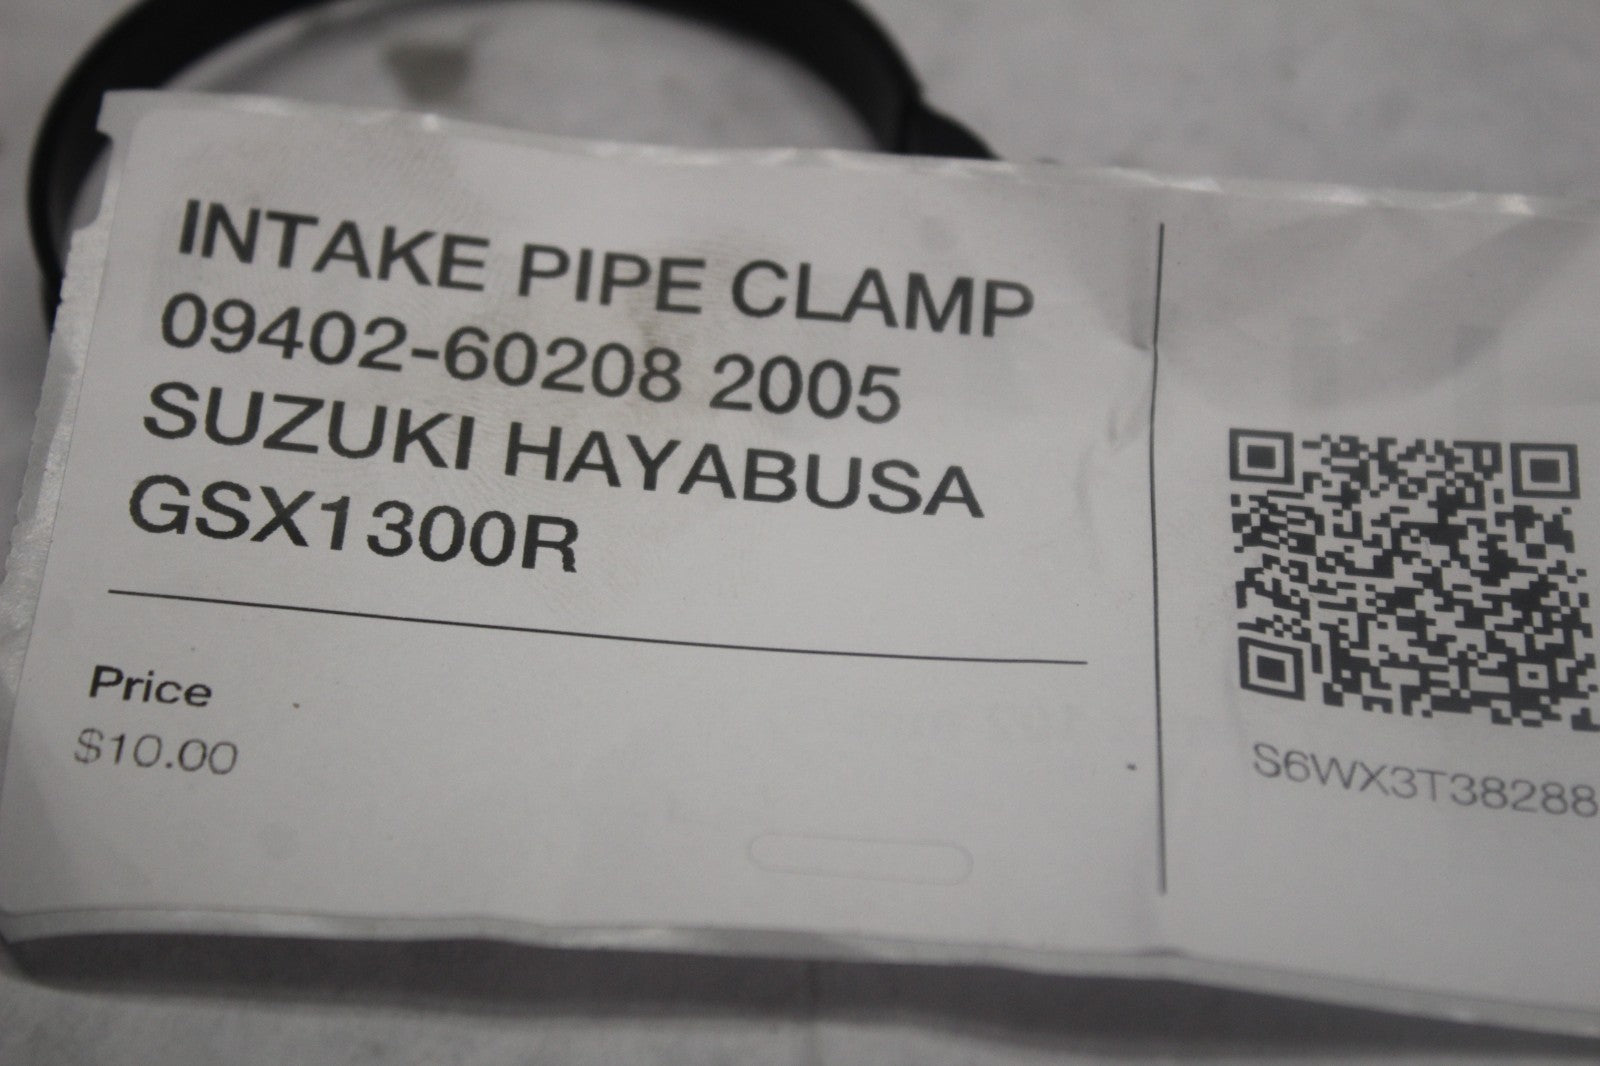 INTAKE PIPE CLAMP
09402-60208 2005
SUZUKI HAYABUSA
GSX1300R
Price
$10.00
S6WX3T38288